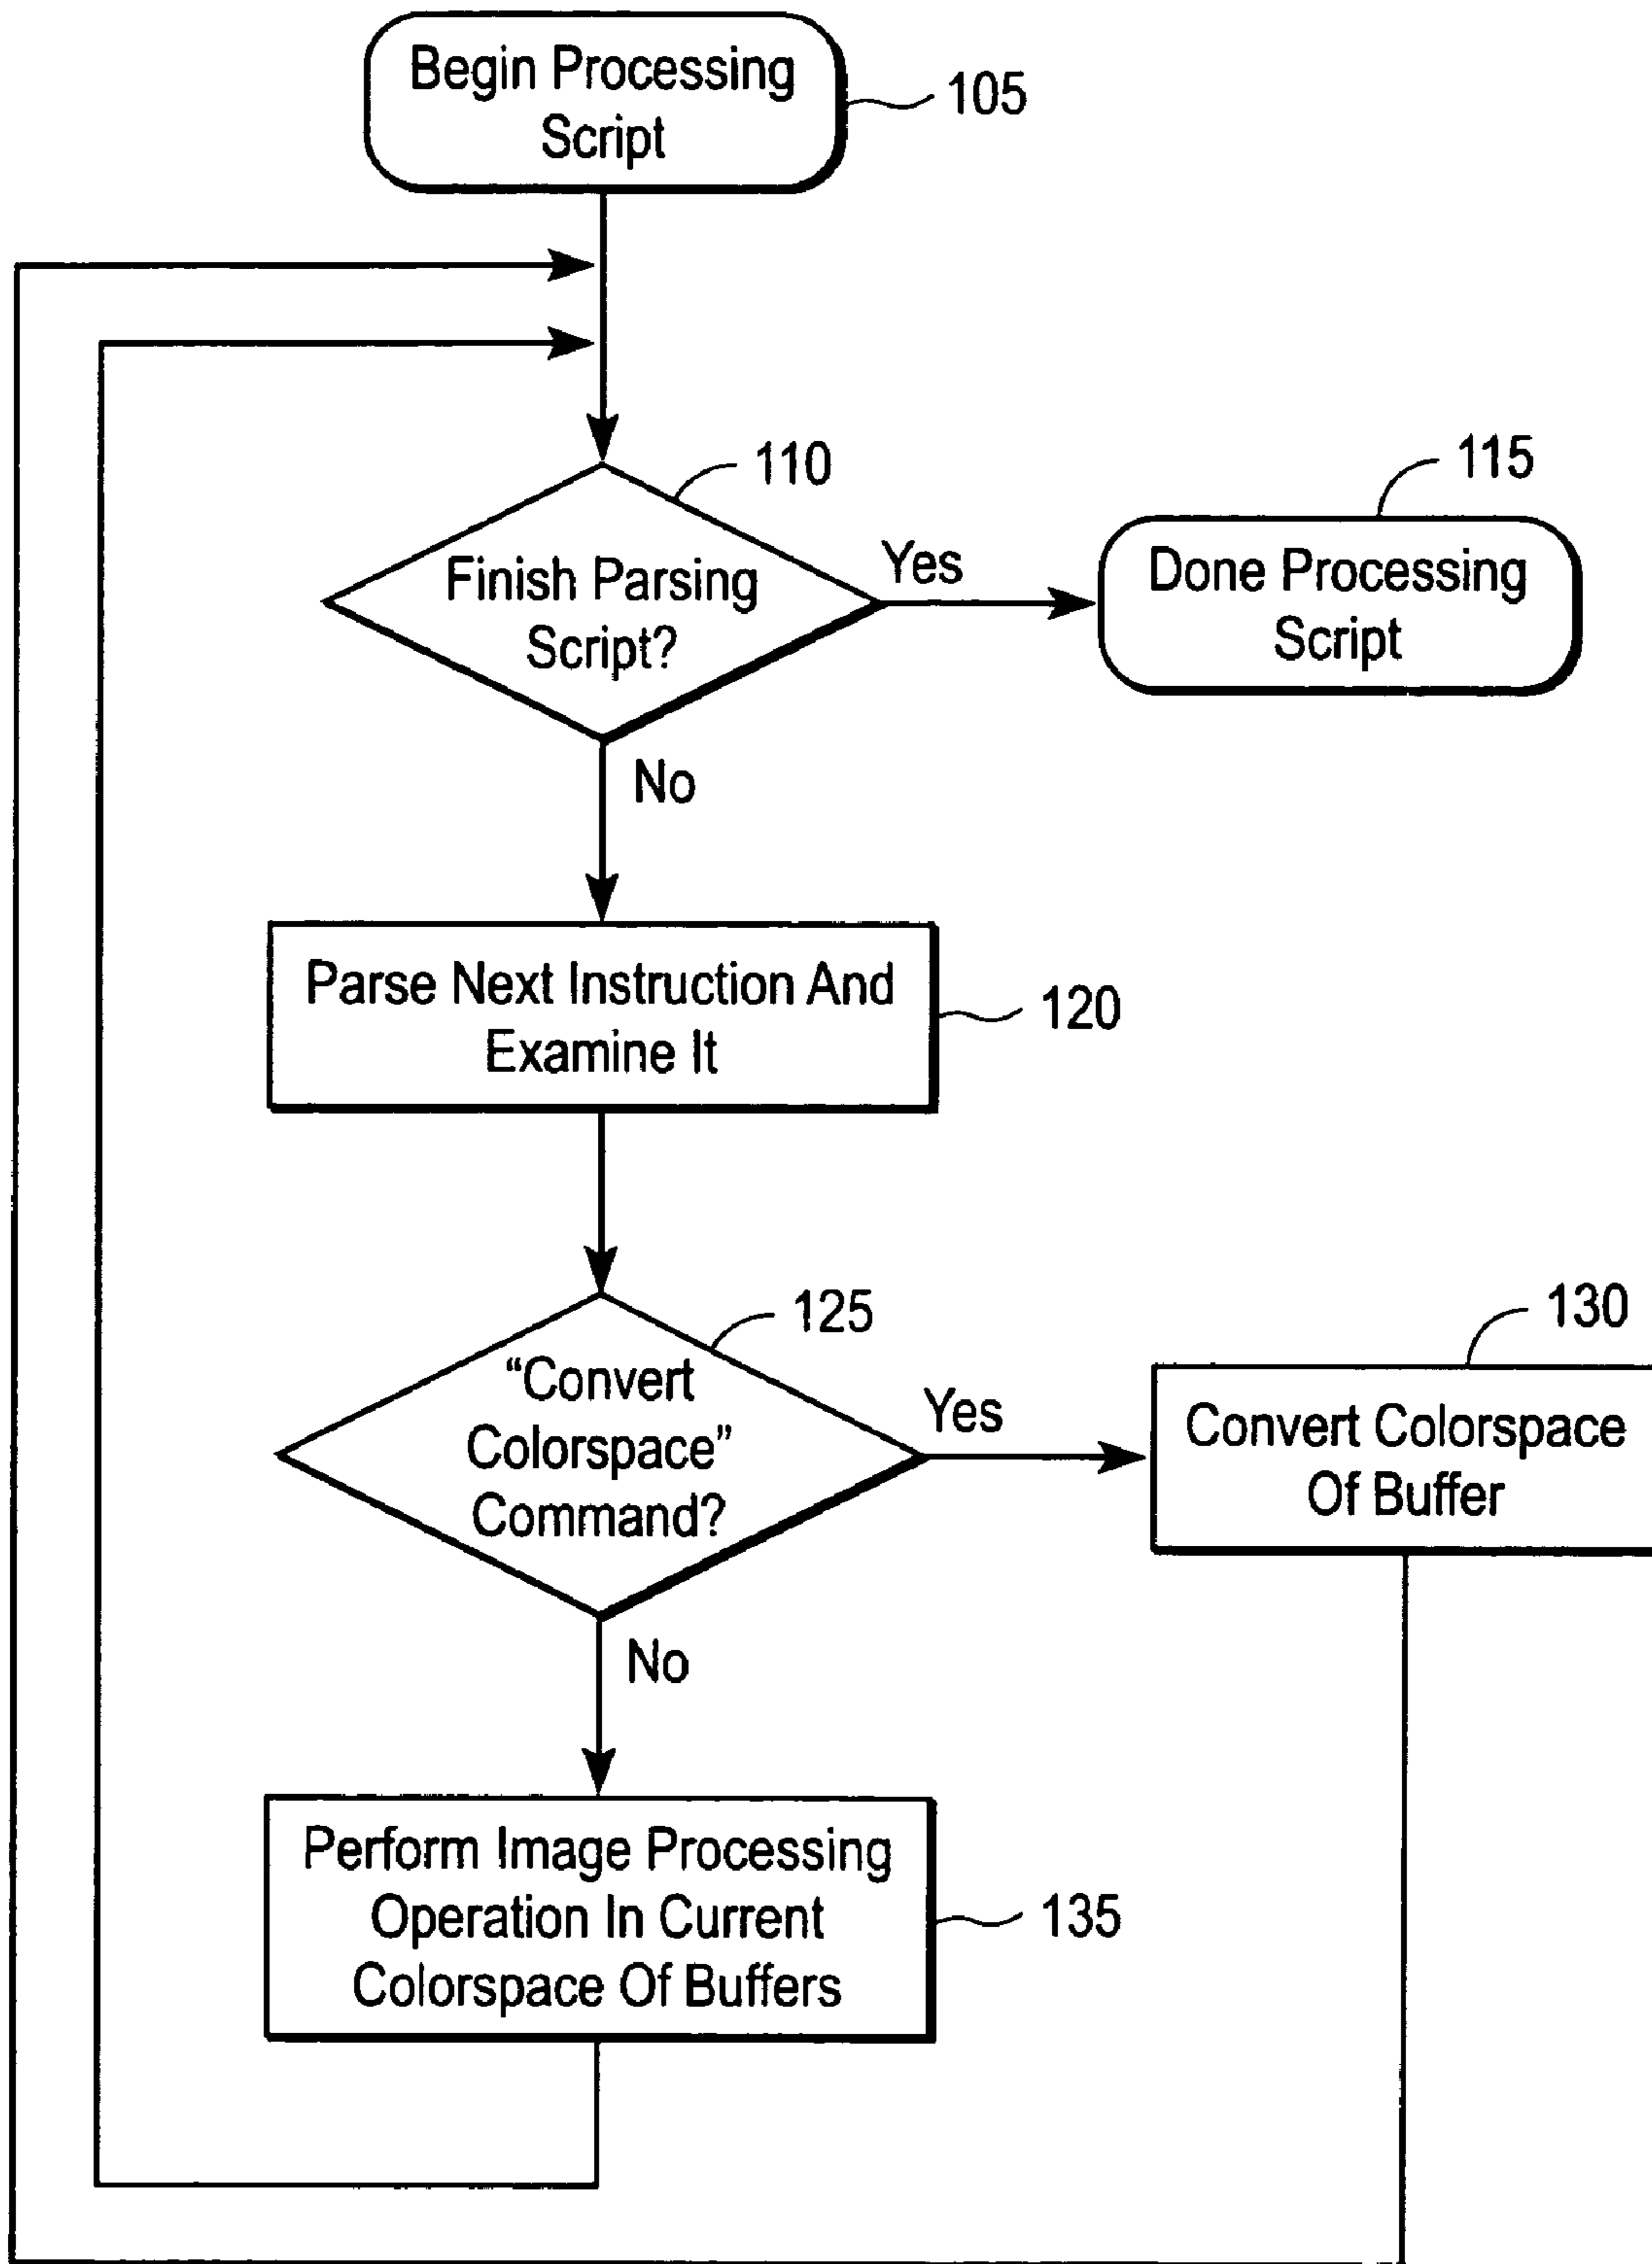 Begin Processing
Script
105
110
Finish Parsing
Script?
Yes
115
Done Processing
Script
No
Parse Next Instruction And
Examine It
120
125
“Convert
Colorspace”
Command?
Yes
130
Convert Colorspace
Of Buffer
No
Perform Image Processing
Operation In Current
Colorspace Of Buffers
135